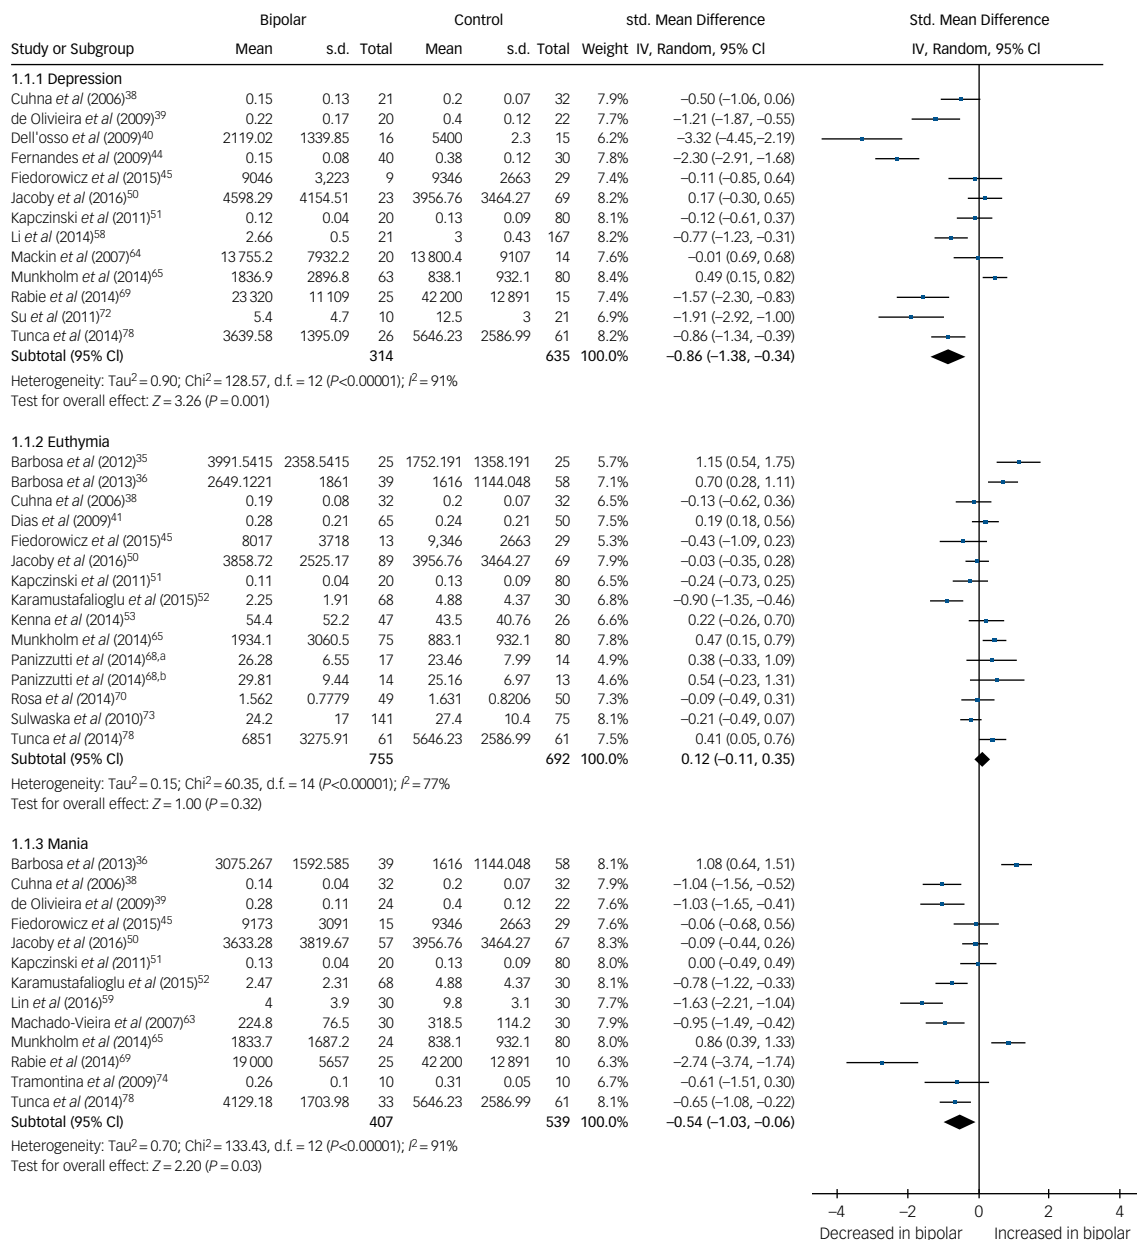 Bipolar Control std. Mean Difference Std. Mean Difference
Study or Subgroup Mean s.d. Total Mean s.d. Total Weight IV, Random, 95% CI IV, Random, 95% CI
1.1.1 Depression
Cuhna et al (2006)38 0.15 0.13 21 0.2 0.07 32 7.9% −0.50 (−1.06, 0.06)
de Olivieira et al (2009)39 0.22 0.17 20 0.4 0.12 22 7.7% −1.21 (−1.87, −0.55)
Dell'osso et al (2009)40 2119.02 1339.85 16 5400 2.3 15 6.2% −3.32 (−4.45,−2.19)
Fernandes et al (2009)44 0.15 0.08 40 0.38 0.12 30 7.8% −2.30 (−2.91, −1.68)
Fiedorowicz et al (2015)45 9046 3,223 9 9346 2663 29 7.4% −0.11 (−0.85, 0.64)
Jacoby et al (2016)50 4598.29 4154.51 23 3956.76 3464.27 69 8.2% 0.17 (−0.30, 0.65)
Kapczinski et al (2011)51 0.12 0.04 20 0.13 0.09 80 8.1% −0.12 (−0.61, 0.37)
Li et al (2014)58 2.66 0.5 21 3 0.43 167 8.2% −0.77 (−1.23, −0.31)
Mackin et al (2007)64 13 755.2 7932.2 20 13 800.4 9107 14 7.6% −0.01 (0.69, 0.68)
Munkholm et al (2014)65 1836.9 2896.8 63 838.1 932.1 80 8.4% 0.49 (0.15, 0.82)
Rabie et al (2014)69 23 320 11 109 25 42 200 12 891 15 7.4% −1.57 (−2.30, −0.83)
Su et al (2011)72 5.4 4.7 10 12.5 3 21 6.9% −1.91 (−2.92, −1.00)
Tunca et al (2014)78 3639.58 1395.09 26 5646.23 2586.99 61 8.2% −0.86 (−1.34, −0.39)
Subtotal (95% CI) 314 635 100.0% −0.86 (−1.38, −0.34)
Heterogeneity: Tau2 = 0.90; Chi2 = 128.57, d.f. = 12 (P<0.00001); I2 = 91%
Test for overall effect: Z = 3.26 (P = 0.001)
1.1.2 Euthymia
Barbosa et al (2012)35 3991.5415 2358.5415 25 1752.191 1358.191 25 5.7% 1.15 (0.54, 1.75)
Barbosa et al (2013)36 2649.1221 1861 39 1616 1144.048 58 7.1% 0.70 (0.28, 1.11)
Cuhna et al (2006)38 0.19 0.08 32 0.2 0.07 32 6.5% −0.13 (−0.62, 0.36)
Dias et al (2009)41 0.28 0.21 65 0.24 0.21 50 7.5% 0.19 (0.18, 0.56)
Fiedorowicz et al (2015)45 8017 3718 13 9,346 2663 29 5.3% −0.43 (−1.09, 0.23)
Jacoby et al (2016)50 3858.72 2525.17 89 3956.76 3464.27 69 7.9% −0.03 (−0.35, 0.28)
Kapczinski et al (2011)51 0.11 0.04 20 0.13 0.09 80 6.5% −0.24 (−0.73, 0.25)
Karamustafalioglu et al (2015)52 2.25 1.91 68 4.88 4.37 30 6.8% −0.90 (−1.35, −0.46)
Kenna et al (2014)53 54.4 52.2 47 43.5 40.76 26 6.6% 0.22 (−0.26, 0.70)
Munkholm et al (2014)65 1934.1 3060.5 75 883.1 932.1 80 7.8% 0.47 (0.15, 0.79)
Panizzutti et al (2014)68,a 26.28 6.55 17 23.46 7.99 14 4.9% 0.38 (−0.33, 1.09)
Panizzutti et al (2014)68,b 29.81 9.44 14 25.16 6.97 13 4.6% 0.54 (−0.23, 1.31)
Rosa et al (2014)70 1.562 0.7779 49 1.631 0.8206 50 7.3% −0.09 (−0.49, 0.31)
Sulwaska et al (2010)73 24.2 17 141 27.4 10.4 75 8.1% −0.21 (−0.49, 0.07)
Tunca et al (2014)78 6851 3275.91 61 5646.23 2586.99 61 7.5% 0.41 (0.05, 0.76)
Subtotal (95% CI) 755 692 100.0% 0.12 (−0.11, 0.35)
Heterogeneity: Tau2 = 0.15; Chi2 = 60.35, d.f. = 14 (P<0.00001); I2 = 77%
Test for overall effect: Z = 1.00 (P = 0.32)
1.1.3 Mania
Barbosa et al (2013)36 3075.267 1592.585 39 1616 1144.048 58 8.1% 1.08 (0.64, 1.51)
Cuhna et al (2006)38 0.14 0.04 32 0.2 0.07 32 7.9% −1.04 (−1.56, −0.52)
de Olivieira et al (2009)39 0.28 0.11 24 0.4 0.12 22 7.7% −1.03 (−1.65, −0.41)
Fiedorowicz et al (2015)45 9173 3091 15 9346 2663 29 7.7% −0.06 (−0.68, 0.56)
Jacoby et al (2016)50 3633.28 3819.67 57 3956.76 3464.27 67 8.3% −0.09 (−0.44, 0.26)
Kapczinski et al (2011)51 0.13 0.04 20 0.13 0.09 80 8.0% 0.00 (−0.49, 0.49)
Karamustafalioglu et al (2015)52 2.47 2.31 68 4.88 4.37 30 8.1% −0.78 (−1.22, −0.33)
Lin et al (2016)59 4 3.9 30 9.8 3.1 30 7.7% −1.63 (−2.21, −1.04)
Machado-Vieira et al (2007)63 224.8 76.5 30 318.5 114.2 30 7.9% −0.95 (−1.49, −0.42)
Munkholm et al (2014)65 1833.7 1687.2 24 838.1 932.1 80 8.0% 0.86 (0.39, 1.33)
Rabie et al (2014)69 19 000 5657 25 42 200 12 891 10 6.3% −2.74 (−3.74, −1.74)
Tramontina et al (2009)74 0.26 0.1 10 0.31 0.05 10 6.7% −0.61 (−1.51, 0.30)
Tunca et al (2014)78 4129.18 1703.98 33 5646.23 2586.99 61 8.1% −0.65 (−1.08, −0.22)
Subtotal (95% CI) 407 539 100.0% −0.54 (−1.03, −0.06)
Heterogeneity: Tau2 = 0.70; Chi2 = 133.43, d.f. = 12 (P<0.00001); I2 = 91%
Test for overall effect: Z = 2.20 (P = 0.03)
−4 −2 0 2 4
Decreased in bipolar Increased in bipolar